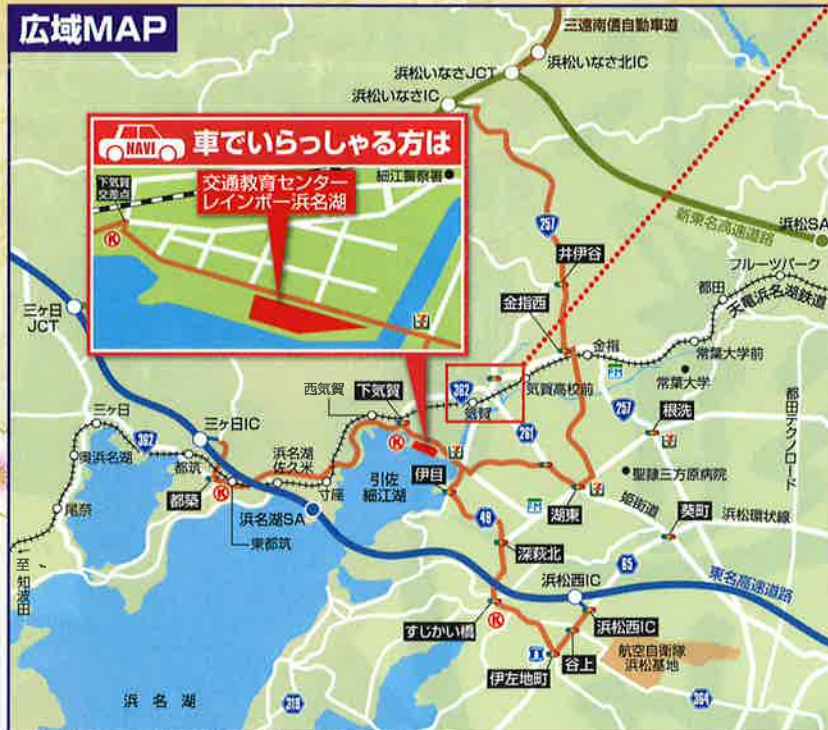 広域MAP
三遠南信自動車道
浜松いなさJCT
浜松いなさ北IC
浜松いなさIC
NAVI
車でいらっしゃる方は
下気賀
交差点
交通教育センター
レインボー浜名湖
細江警察署
K
257
新東名高速道路
浜松SA
井伊谷
フルーツパーク
都田
天竜浜名湖鉄道
金指西
金指
常葉大学前
常葉大学
三ヶ日
JCT
西気賀
下気賀
362
気賀
気賀高校前
257
根洗
都田テクノロード
三ヶ日
362
三ヶ日IC
K
261
奥浜名湖
都筑
浜名湖
佐久米
寸座
引佐
細江湖
伊目
聖隷三方原病院
湖東
姫街道
葵町
浜松環状線
尾奈
都築
K
浜名湖SA
東都筑
49
深萩北
65
浜松西IC
東名高速道路
至
知波田
すじかい橋
K
浜松西IC
谷上
伊左地町
航空自衛隊
浜松基地
浜名湖
319
364